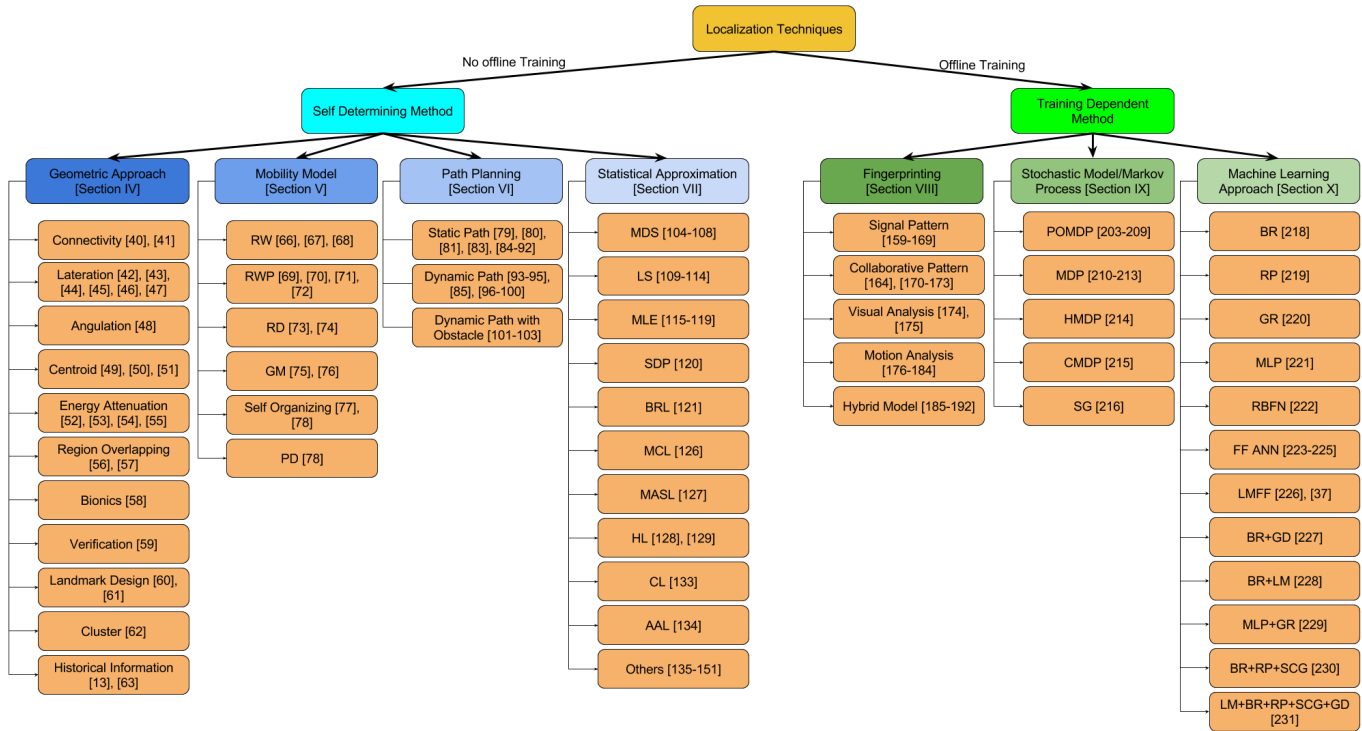 Localization Techniques
No offline Training
Offline Training
Self Determining Method
Training Dependent
Method
Geometric Approach
[Section IV]
Connectivity [40], [41]
Lateration [42], [43],
[44], [45], [46], [47]
Angulation [48]
Centroid [49], [50], [51]
Energy Attenuation
[52], [53], [54], [55]
Region Overlapping
[56], [57]
Bionics [58]
Verification [59]
Landmark Design [60],
[61]
Cluster [62]
Historical Information
[13], [63]
Mobility Model
[Section V]
RW [66], [67], [68]
RWP [69], [70], [71],
[72]
RD [73], [74]
GM [75], [76]
Self Organizing [77],
[78]
PD [78]
Path Planning
[Section VI]
Static Path [79], [80],
[81], [83], [84-92]
Dynamic Path [93-95],
[85], [96-100]
Dynamic Path with
Obstacle [101-103]
Statistical Approximation
[Section VII]
MDS [104-108]
LS [109-114]
MLE [115-119]
SDP [120]
BRL [121]
MCL [126]
MASL [127]
HL [128], [129]
CL [133]
AAL [134]
Others [135-151]
Fingerprinting
[Section VIII]
Signal Pattern
[159-169]
Collaborative Pattern
[164], [170-173]
Visual Analysis [174],
[175]
Motion Analysis
[176-184]
Hybrid Model [185-192]
Stochastic Model/Markov
Process [Section IX]
POMDP [203-209]
MDP [210-213]
HMDP [214]
CMDP [215]
SG [216]
Machine Learning
Approach [Section X]
BR [218]
RP [219]
GR [220]
MLP [221]
RBFN [222]
FF ANN [223-225]
LMFF [226], [37]
BR+GD [227]
BR+LM [228]
MLP+GR [229]
BR+RP+SCG [230]
LM+BR+RP+SCG+GD
[231]